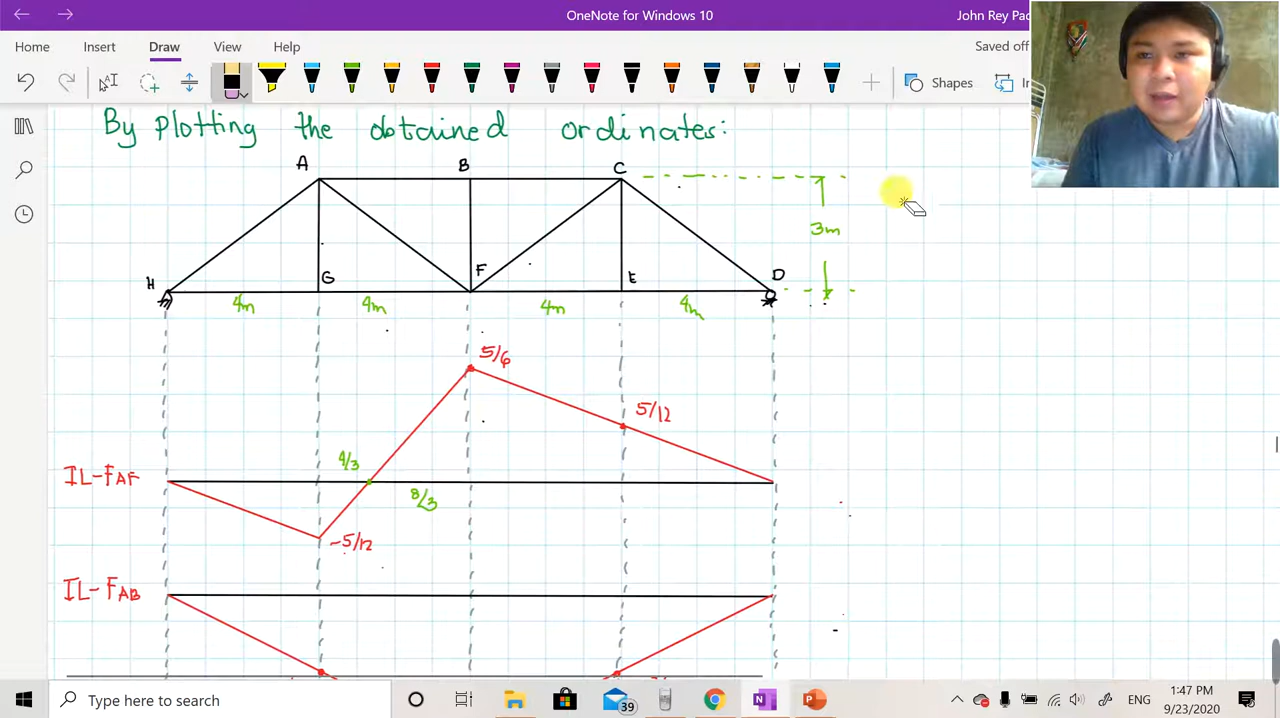 OneNote for Windows 10
John Rey Pac
Home Insert Draw View Help
Saved off
Shapes
In
By plotting the obtained ordinates:
A B C
3m
H G F E D
4m 4m 4m 4m
5/6
5/12
4/3
IL-FAF
8/3
-5/12
IL-FAB
Type here to search
39
ENG
1:47 PM
9/23/2020